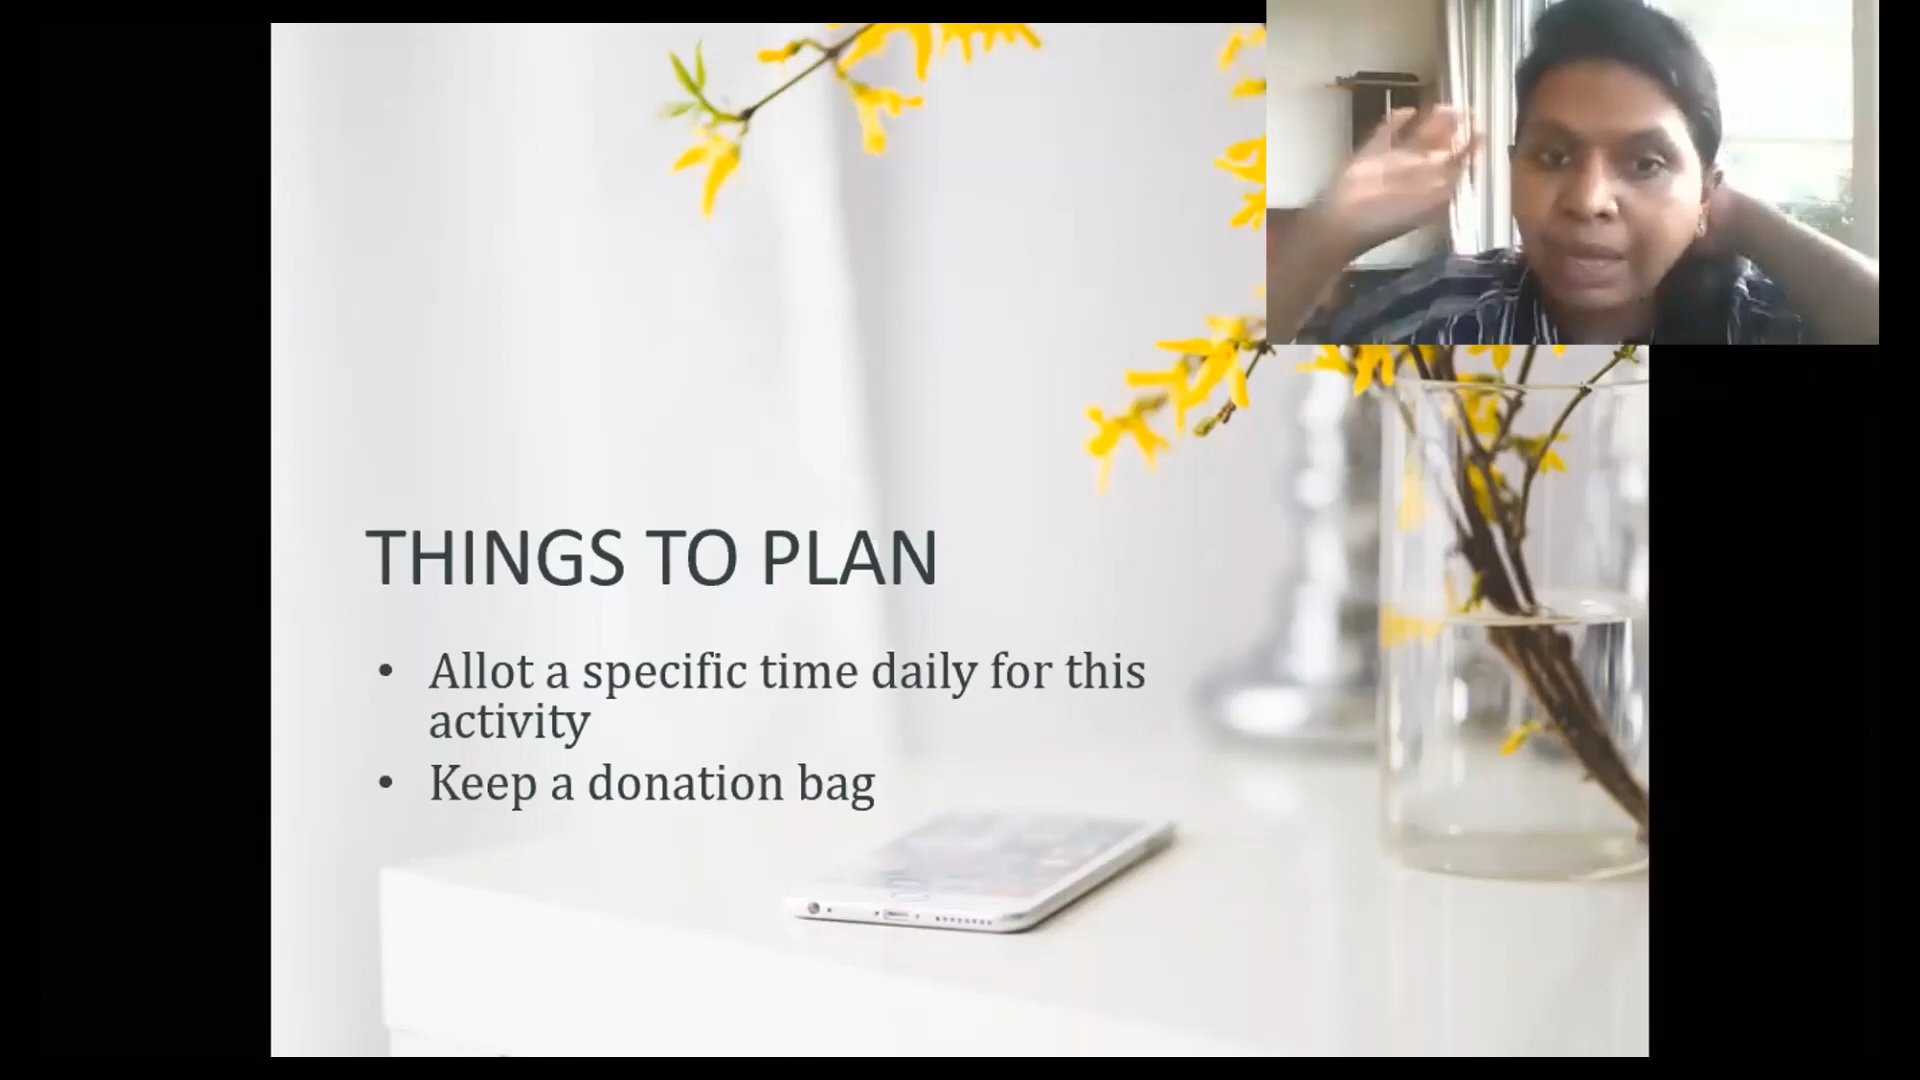 THINGS TO PLAN
• Allot a specific time daily for this
activity
• Keep a donation bag